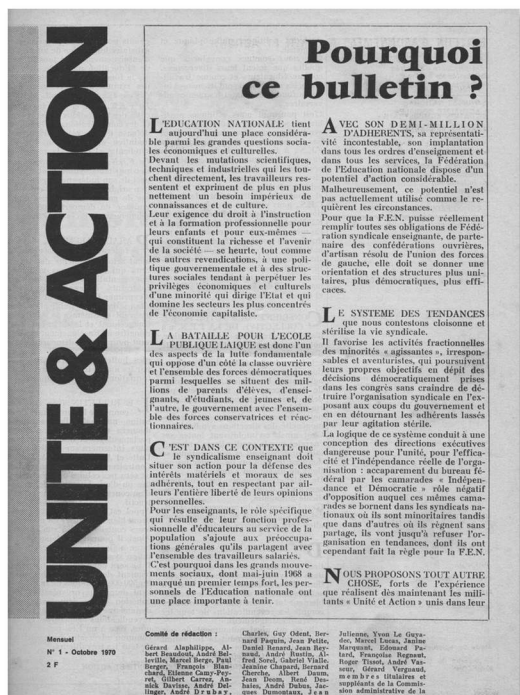 UNITE & ACTION
Pourquoi
ce bulletin ?
L'EDUCATION NATIONALE tient
aujourd'hui une place considéra-
ble parmi les grandes questions socia-
les économiques et culturelles.
Devant les mutations scientifiques,
techniques et industrielles qui les tou-
chent directement, les travailleurs res-
sentent et expriment de plus en plus
nettement un besoin impérieux de
connaissances et de culture.
Leur exigence du droit à l'instruction
et à la formation professionnelle pour
leurs enfants et pour eux-mêmes —
qui constituent la richesse et l'avenir
de la société — se heurte, tout comme
les autres revendications, à une poli-
tique gouvernementale et à des struc-
tures sociales tendant à perpétuer les
privilèges économiques et culturels
d'une minorité qui dirige l'Etat et qui
domine les secteurs les plus concentrés
de l'économie capitaliste.
LA BATAILLE POUR L'ECOLE
PUBLIQUE LAIQUE est donc l'un
des aspects de la lutte fondamentale
qui oppose d'un côté la classe ouvrière
et l'ensemble des forces démocratiques
parmi lesquelles se situent des mil-
lions de parents d'élèves, d'ensei-
gnants, d'étudiants, de jeunes et, de
l'autre, le gouvernement avec l'ensem-
ble des forces conservatrices et réac-
tionnaires.
C'EST DANS CE CONTEXTE que
le syndicalisme enseignant doit
situer son action pour la défense des
intérêts matériels et moraux de ses
adhérents, tout en respectant par ail-
leurs l'entière liberté de leurs opinions
personnelles.
Pour les enseignants, le rôle spécifique
qui résulte de leur fonction profes-
sionnelle d'éducateurs au service de la
population s'ajoute aux préoccupa-
tions générales qu'ils partagent avec
l'ensemble des travailleurs salariés.
C'est pourquoi dans les grands mouve-
ments sociaux, dont mai-juin 1968 a
marqué un premier temps fort, les per-
sonnels de l'Education nationale ont
une place importante à tenir.
AVEC SON DEMI-MILLION
D'ADHERENTS, sa représentati-
vité incontestable, son implantation
dans tous les ordres d'enseignement et
dans tous les services, la Fédération
de l'Education nationale dispose d'un
potentiel d'action considérable.
Malheureusement, ce potentiel n'est
pas actuellement utilisé comme le re-
quièrent les circonstances.
Pour que la F.E.N. puisse réellement
remplir toutes ses obligations de Fédé-
ration syndicale enseignante, de parte-
naire des confédérations ouvrières,
d'artisan résolu de l'union des forces
de gauche, elle doit se donner une
orientation et des structures plus uni-
taires, plus démocratiques, plus effi-
caces.
LE SYSTEME DES TENDANCES
que nous contestons cloisonne et
stérilise la vie syndicale.
Il favorise les activités fractionnelles
des minorités « agissantes », irrespon-
sables et aventuristes, qui poursuivent
leurs propres objectifs en dépit des
décisions démocratiquement prises
dans les congrès sans craindre de dé-
truire l'organisation syndicale en l'ex-
posant aux coups du gouvernement et
en en détournant les adhérents lassés
par leur agitation stérile.
La logique de ce système conduit à une
conception des directions exécutives
dangereuse pour l'unité, pour l'effica-
cité et l'indépendance réelle de l'orga-
nisation : accaparement du bureau fé-
déral par les camarades « Indépen-
dance et Démocratie » rôle négatif
d'opposition auquel ces mêmes cama-
rades se bornent dans les syndicats na-
tionaux où ils sont minoritaires tandis
que dans d'autres où ils règnent sans
partage, ils vont jusqu'à refuser l'or-
ganisation en tendances, dont ils ont
cependant fait la règle pour la F.E.N.
NOUS PROPOSONS TOUT AUTRE
CHOSE, forts de l'expérience
que réalisent dès maintenant les mili-
tants « Unité et Action » unis dans leur
Mensuel
N° 1 - Octobre 1970
2 F
Comité de rédaction :
Gérard Alaphilippe, Al-
bert Beaudout, André Bel-
leville, Marcel Berge, Paul
Berger, François Blan-
chard, Etienne Camy-Pey-
ret, Gilbert Carrez, An-
nick Davisse, André Del-
linger, André Drubay,
Charles, Guy Odent, Ber-
nard Paquin, Jean Petite,
Daniel Renard, Jean Rey-
naud, André Rustin, Al-
fred Sorel, Gabriel Vialle.
Jeanine Chapard, Bernard
Cherche, Albert Daum,
Jean Deom, René Des-
haies, André Dubus, Jac-
ques Dumontaux, Jean
Julienne, Yvon Le Guya-
der, Marcel Lucas, Janine
Marquant, Edouard Pa-
tard, Françoise Regnaut,
Roger Tissot, André Vas-
seur, Gérard Vergnaud,
membres titulaires et
suppléants de la Commis-
sion administrative de la